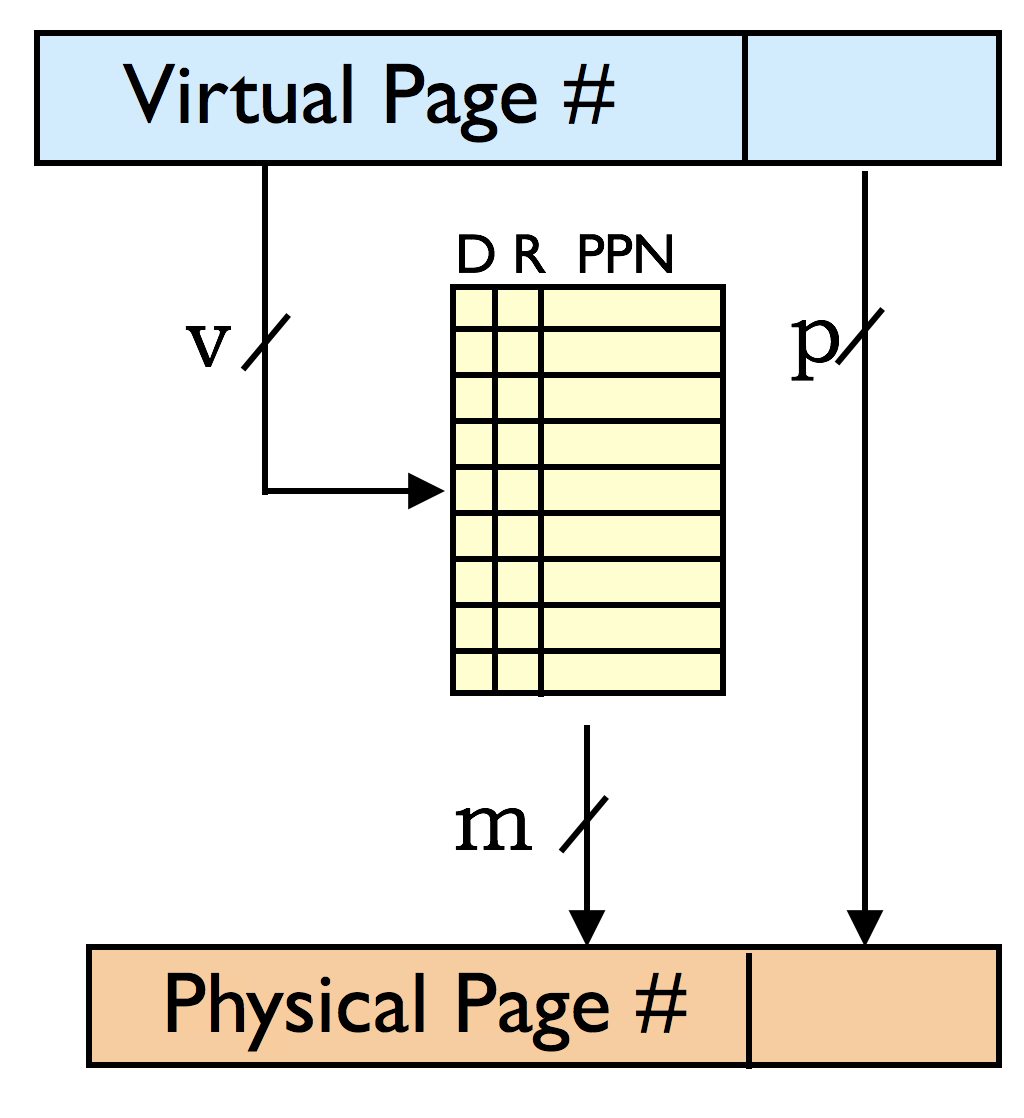 Virtual Page #
D R PPN
v
p
m
Physical Page #